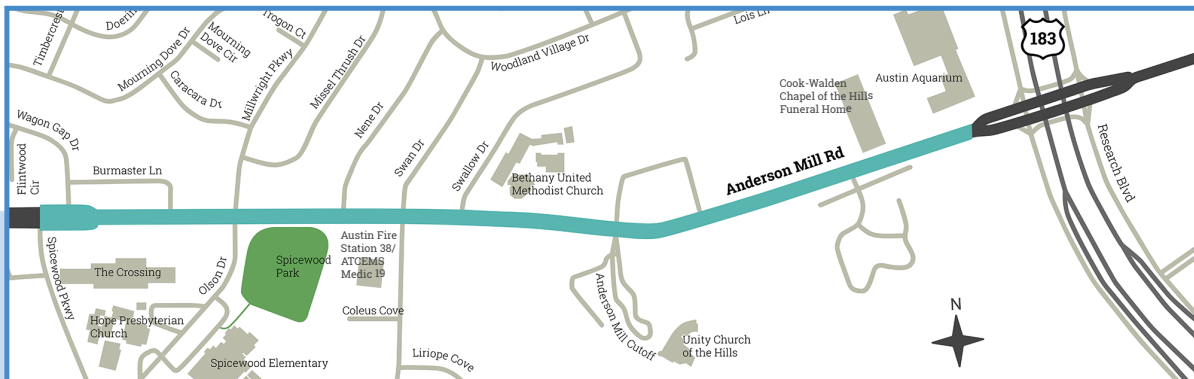 Timbercrest
Doerin
Mourning Dove Dr
Mourning
Dove Cir
Trogon Ct
Caracara Dr
Millwright Pkwy
Missel Thrush Dr
Nene Dr
Swan Dr
Swallow Dr
Woodland Village Dr
Lois Ln
183
Austin Aquarium
Cook-Walden
Chapel of the Hills
Funeral Home
Research Blvd
Wagon Gap Dr
Flintwood
Cir
Burmaster Ln
Bethany United
Methodist Church
Anderson Mill Rd
Spicewood Pkwy
The Crossing
Olson Dr
Spicewood
Park
Austin Fire
Station 38/
ATCEMS
Medic 19
Coleus Cove
Liriope Cove
Hope Presbyterian
Church
Spicewood Elementary
Anderson Mill Cutoff
Unity Church
of the Hills
N